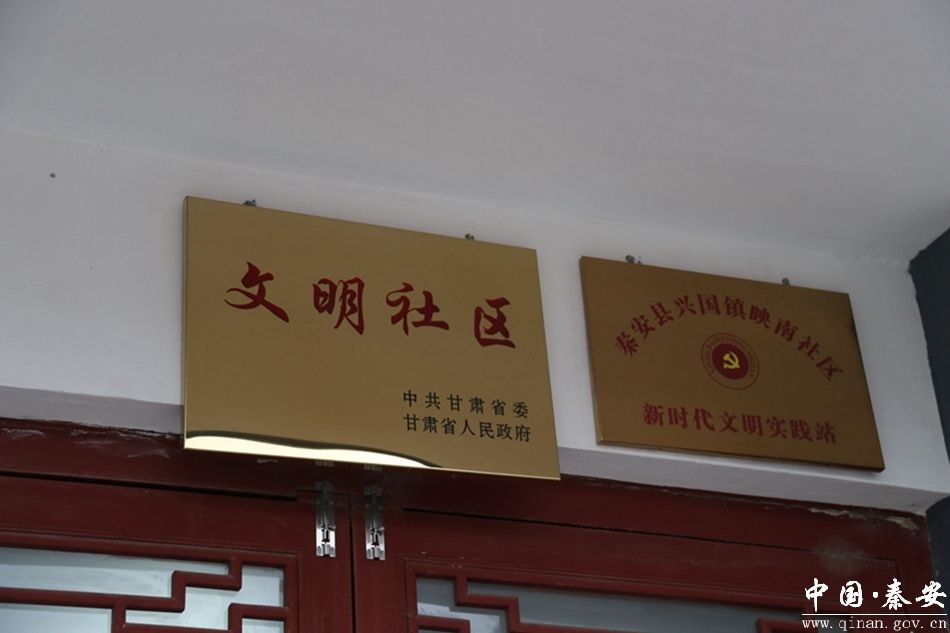 文明社区
中共甘肃省委
甘肃省人民政府
秦安县兴国镇映南社区
新时代文明实践站
中国·秦安
www.qinan.gov.cn